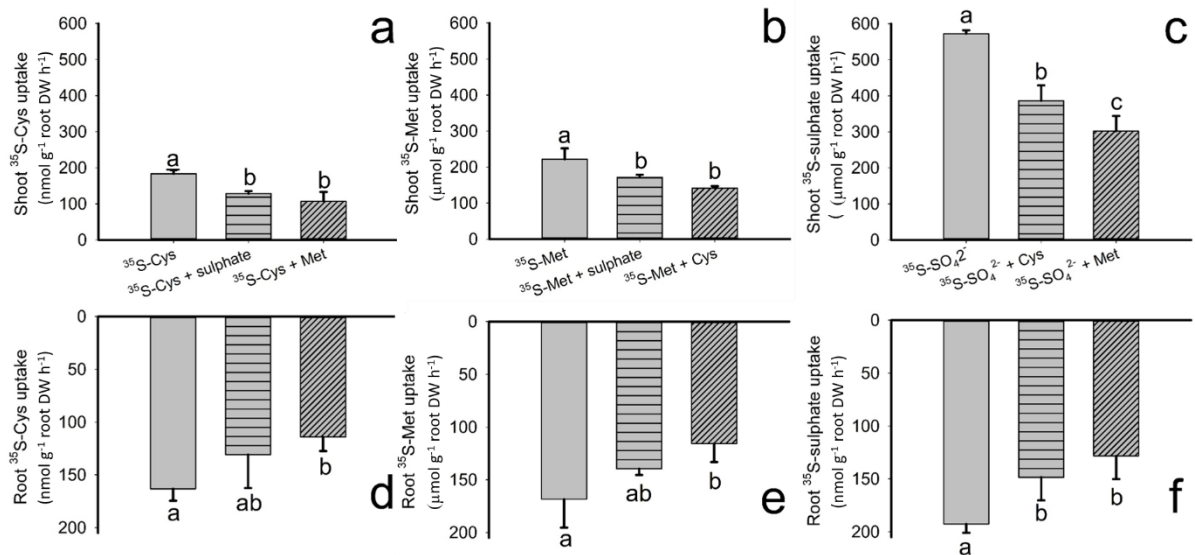 a
Shoot ³⁵S-Cys uptake
(nmol g⁻¹ root DW h⁻¹)
600
500
400
300
200
100
0
a
b
b
³⁵S-Cys
³⁵S-Cys + sulphate
³⁵S-Cys + Met
b
Shoot ³⁵S-Met uptake
(µmol g⁻¹ root DW h⁻¹)
600
500
400
300
200
100
0
a
b
b
³⁵S-Met
³⁵S-Met + sulphate
³⁵S-Met + Cys
c
Shoot ³⁵S-sulphate uptake
( (µmol g⁻¹ root DW h⁻¹)
600
500
400
300
200
100
0
a
b
c
³⁵S-SO₄2⁻
³⁵S-SO₄²⁻ + Cys
³⁵S-SO₄²⁻ + Met
d
Root ³⁵S-Cys uptake
(nmol g⁻¹ root DW h⁻¹)
0
50
100
150
200
a
ab
b
e
Root ³⁵S-Met uptake
(µmol g⁻¹ root DW h⁻¹)
0
50
100
150
200
a
ab
b
f
Root ³⁵S-sulphate uptake
(nmol g⁻¹ root DW h⁻¹)
0
50
100
150
200
a
b
b